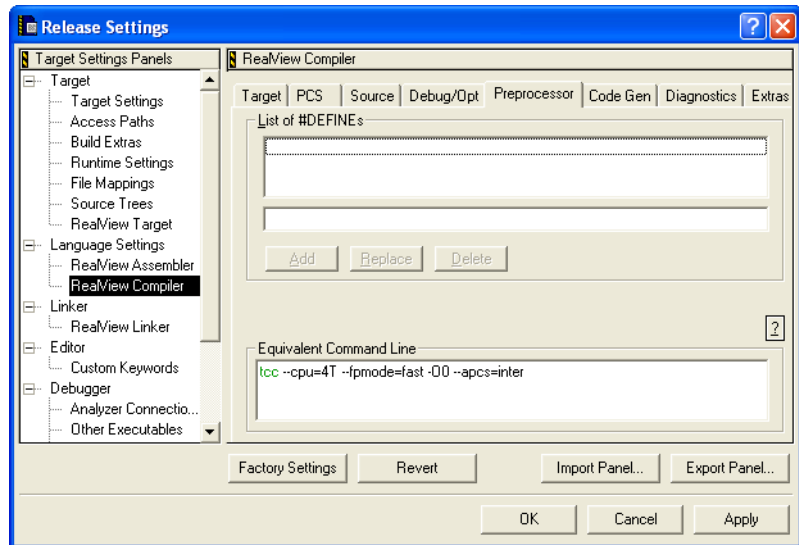 Release Settings
Target Settings Panels
Target
Target Settings
Access Paths
Build Extras
Runtime Settings
File Mappings
Source Trees
RealView Target
Language Settings
RealView Assembler
RealView Compiler
Linker
RealView Linker
Editor
Custom Keywords
Debugger
Analyzer Connectio...
Other Executables
RealView Compiler
Target PCS Source Debug/Opt Preprocessor Code Gen Diagnostics Extras
List of #DEFINEs
Add Replace Delete
?
Equivalent Command Line
tcc --cpu=4T --fpmode=fast -O0 --apcs=inter
Factory Settings Revert Import Panel... Export Panel...
OK Cancel Apply